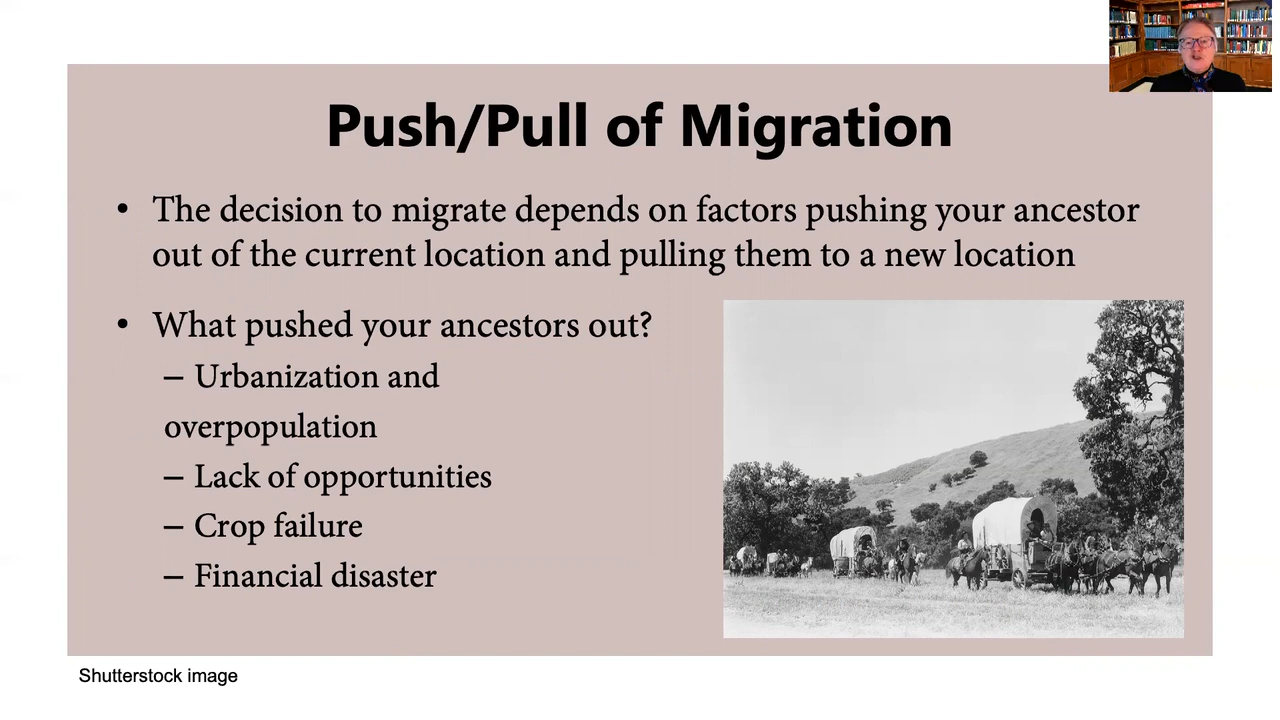 Push/Pull of Migration
• The decision to migrate depends on factors pushing your ancestor
out of the current location and pulling them to a new location
• What pushed your ancestors out?
– Urbanization and
overpopulation
– Lack of opportunities
– Crop failure
– Financial disaster
Shutterstock image